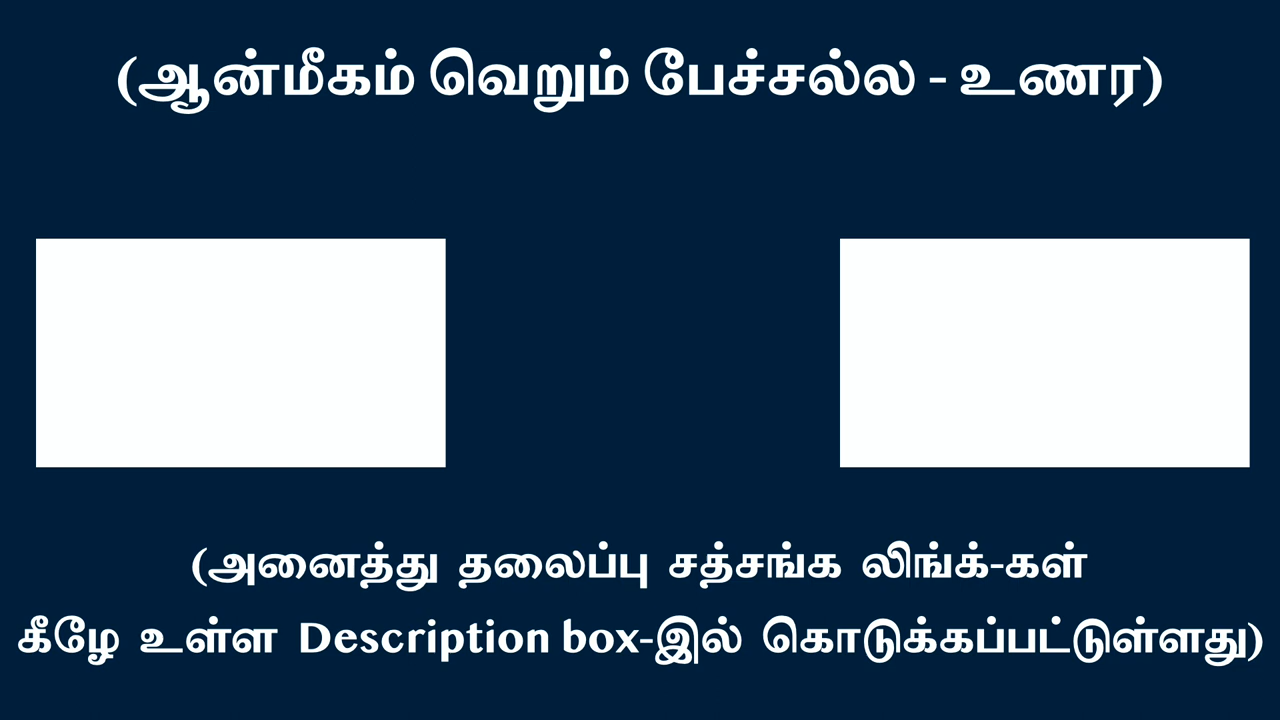 (ஆன்மீகம் வெறும் பேச்சல்ல - உணர)
(அனைத்து தலைப்பு சத்சங்க லிங்க்-கள்
கீழே உள்ள Description box-இல் கொடுக்கப்பட்டுள்ளது)